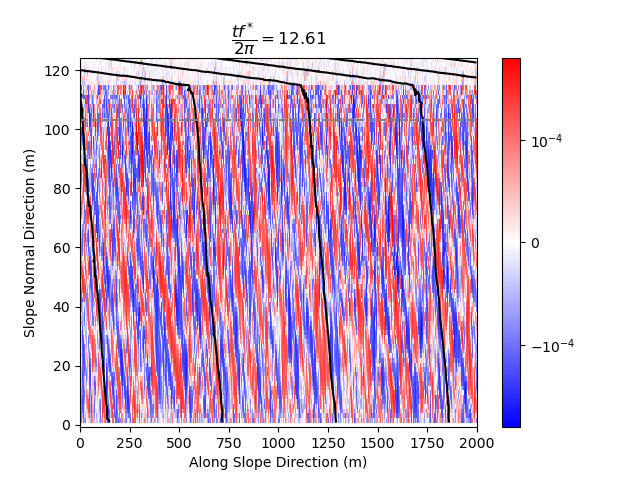 tf*/2π = 12.61
Slope Normal Direction (m)
120
100
80
60
40
20
0
0 250 500 750 1000 1250 1500 1750 2000
Along Slope Direction (m)
10⁻⁴
0
−10⁻⁴